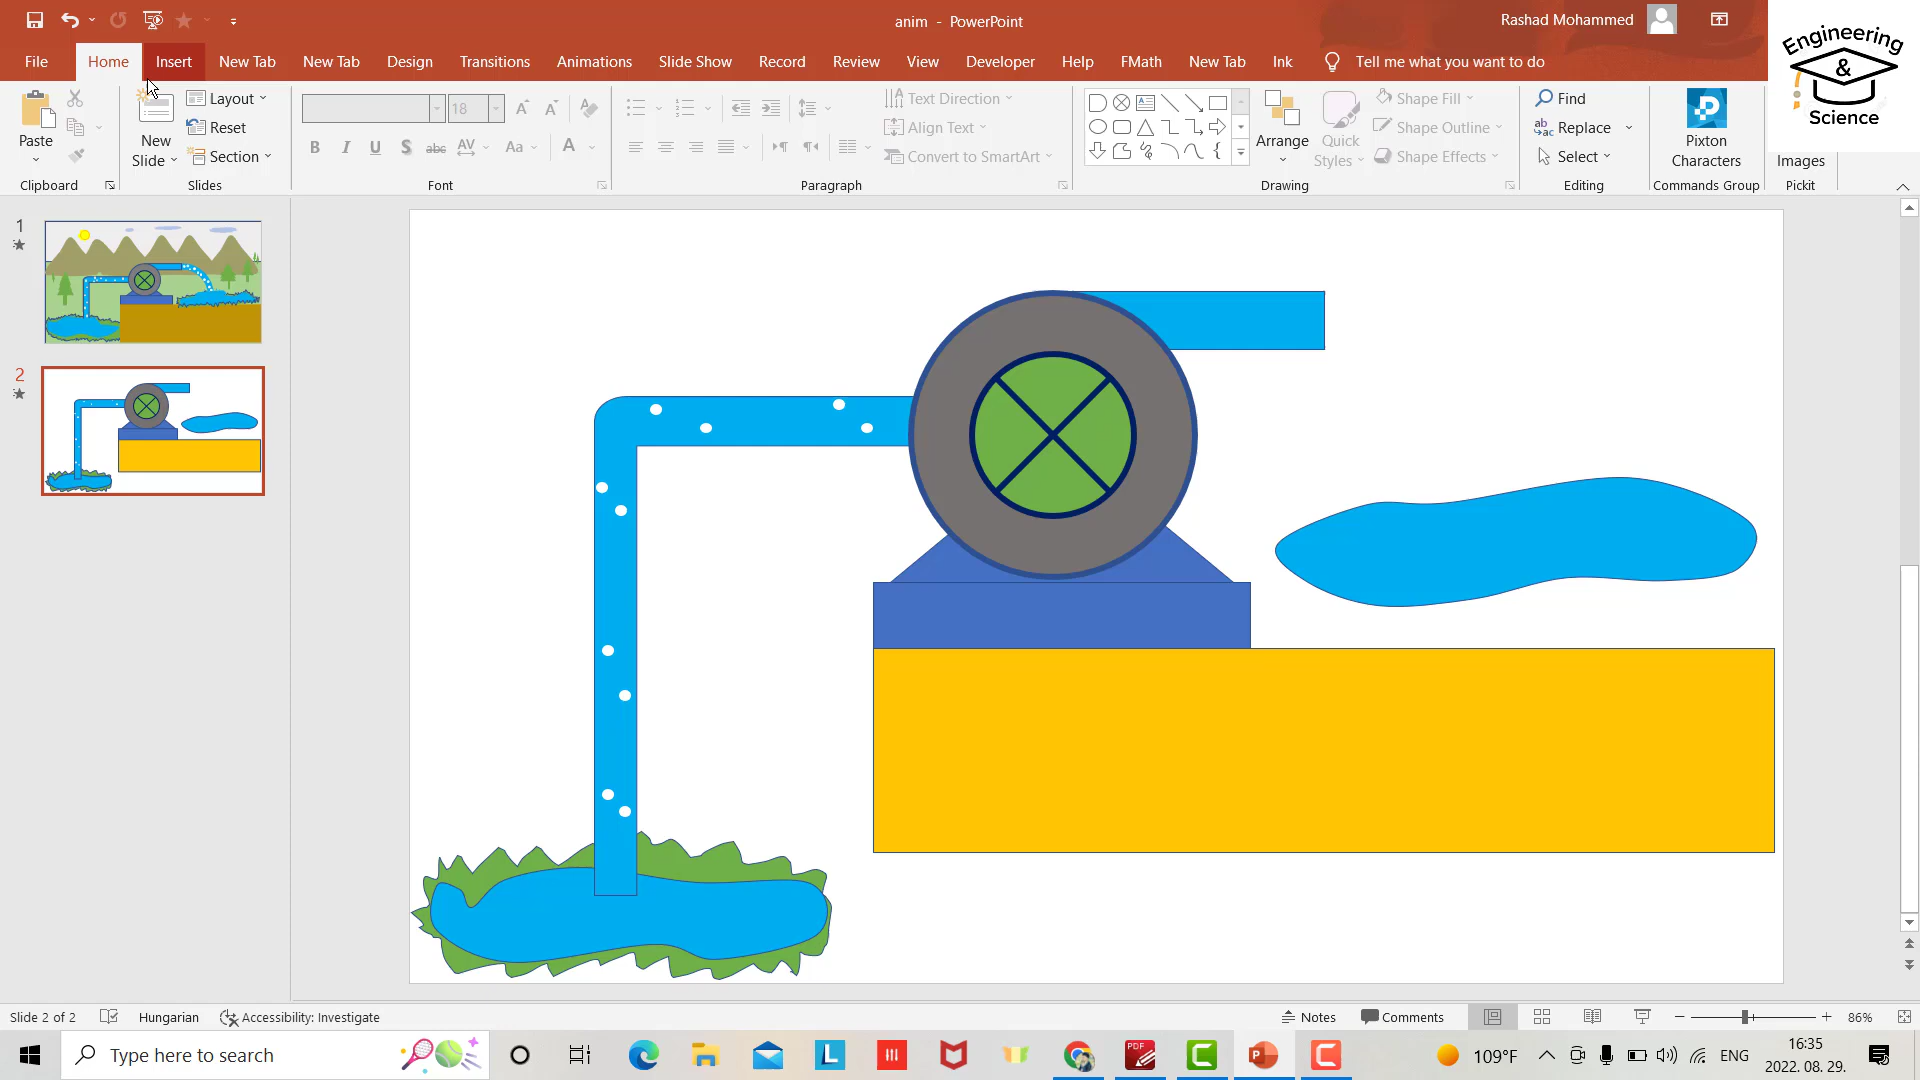 anim - PowerPoint
Rashad Mohammed
Engineering
&
Science
File Home Insert New Tab New Tab Design Transitions Animations Slide Show Record Review View Developer Help FMath New Tab Ink Tell me what you want to do
Paste
Clipboard
New
Slide
Layout
Reset
Section
Slides
18
B I U S abc AV Aa A
Font
Text Direction
Align Text
Convert to SmartArt
Paragraph
Arrange
Quick
Styles
Shape Fill
Shape Outline
Shape Effects
Drawing
Find
Replace
Select
Editing
Pixton
Characters
Commands Group
Images
Pickit
1
2
Slide 2 of 2 Hungarian Accessibility: Investigate Notes Comments 86%
Type here to search
L
PDF
109°F
ENG
16:35
2022. 08. 29.